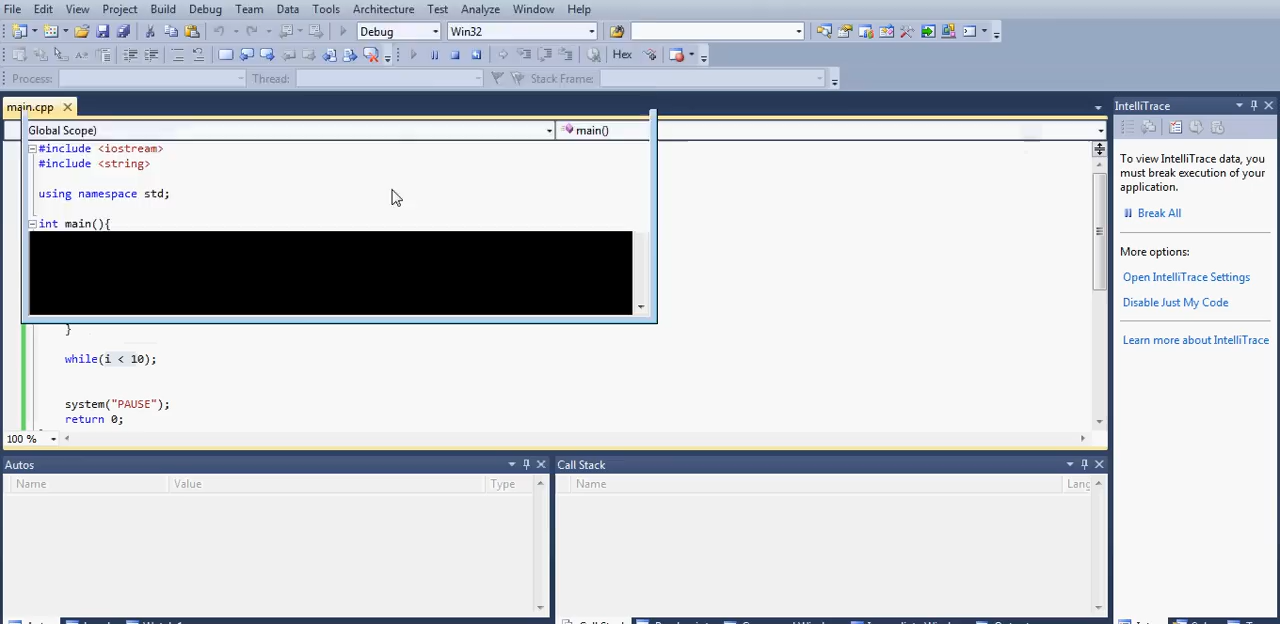 File Edit View Project Build Debug Team Data Tools Architecture Test Analyze Window Help
Debug Win32
Hex
Process: Thread: Stack Frame:
main.cpp
Global Scope) main()
#include <iostream>
#include <string>
using namespace std;
int main(){
}
while(i < 10);
system("PAUSE");
return 0;
100 %
IntelliTrace
To view IntelliTrace data, you
must break execution of your
application.
Break All
More options:
Open IntelliTrace Settings
Disable Just My Code
Learn more about IntelliTrace
Autos
Name Value Type
Call Stack
Name Lang